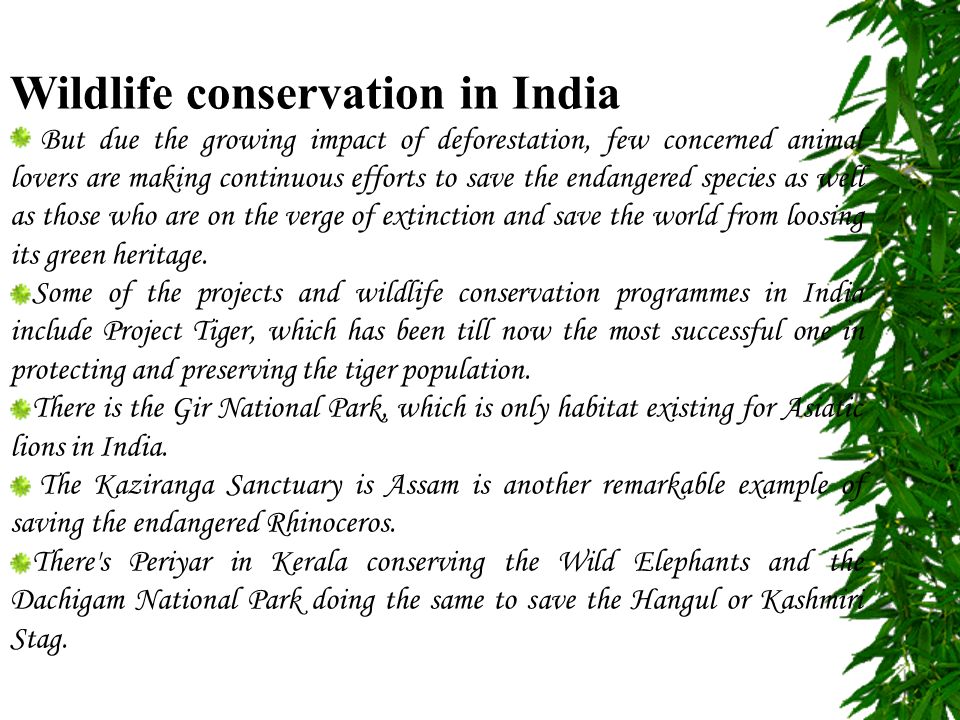 Wildlife conservation in India
But due the growing impact of deforestation, few concerned animal
lovers are making continuous efforts to save the endangered species as well
as those who are on the verge of extinction and save the world from loosing
its green heritage.
Some of the projects and wildlife conservation programmes in India
include Project Tiger, which has been till now the most successful one in
protecting and preserving the tiger population.
There is the Gir National Park, which is only habitat existing for Asiatic
lions in India.
The Kaziranga Sanctuary is Assam is another remarkable example of
saving the endangered Rhinoceros.
There's Periyar in Kerala conserving the Wild Elephants and the
Dachigam National Park doing the same to save the Hangul or Kashmiri
Stag.